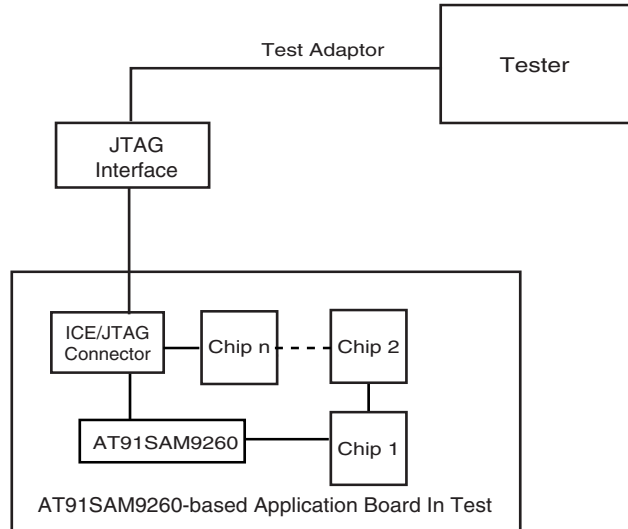 Test Adaptor
Tester
JTAG
Interface
ICE/JTAG
Connector
Chip n
Chip 2
AT91SAM9260
Chip 1
AT91SAM9260-based Application Board In Test